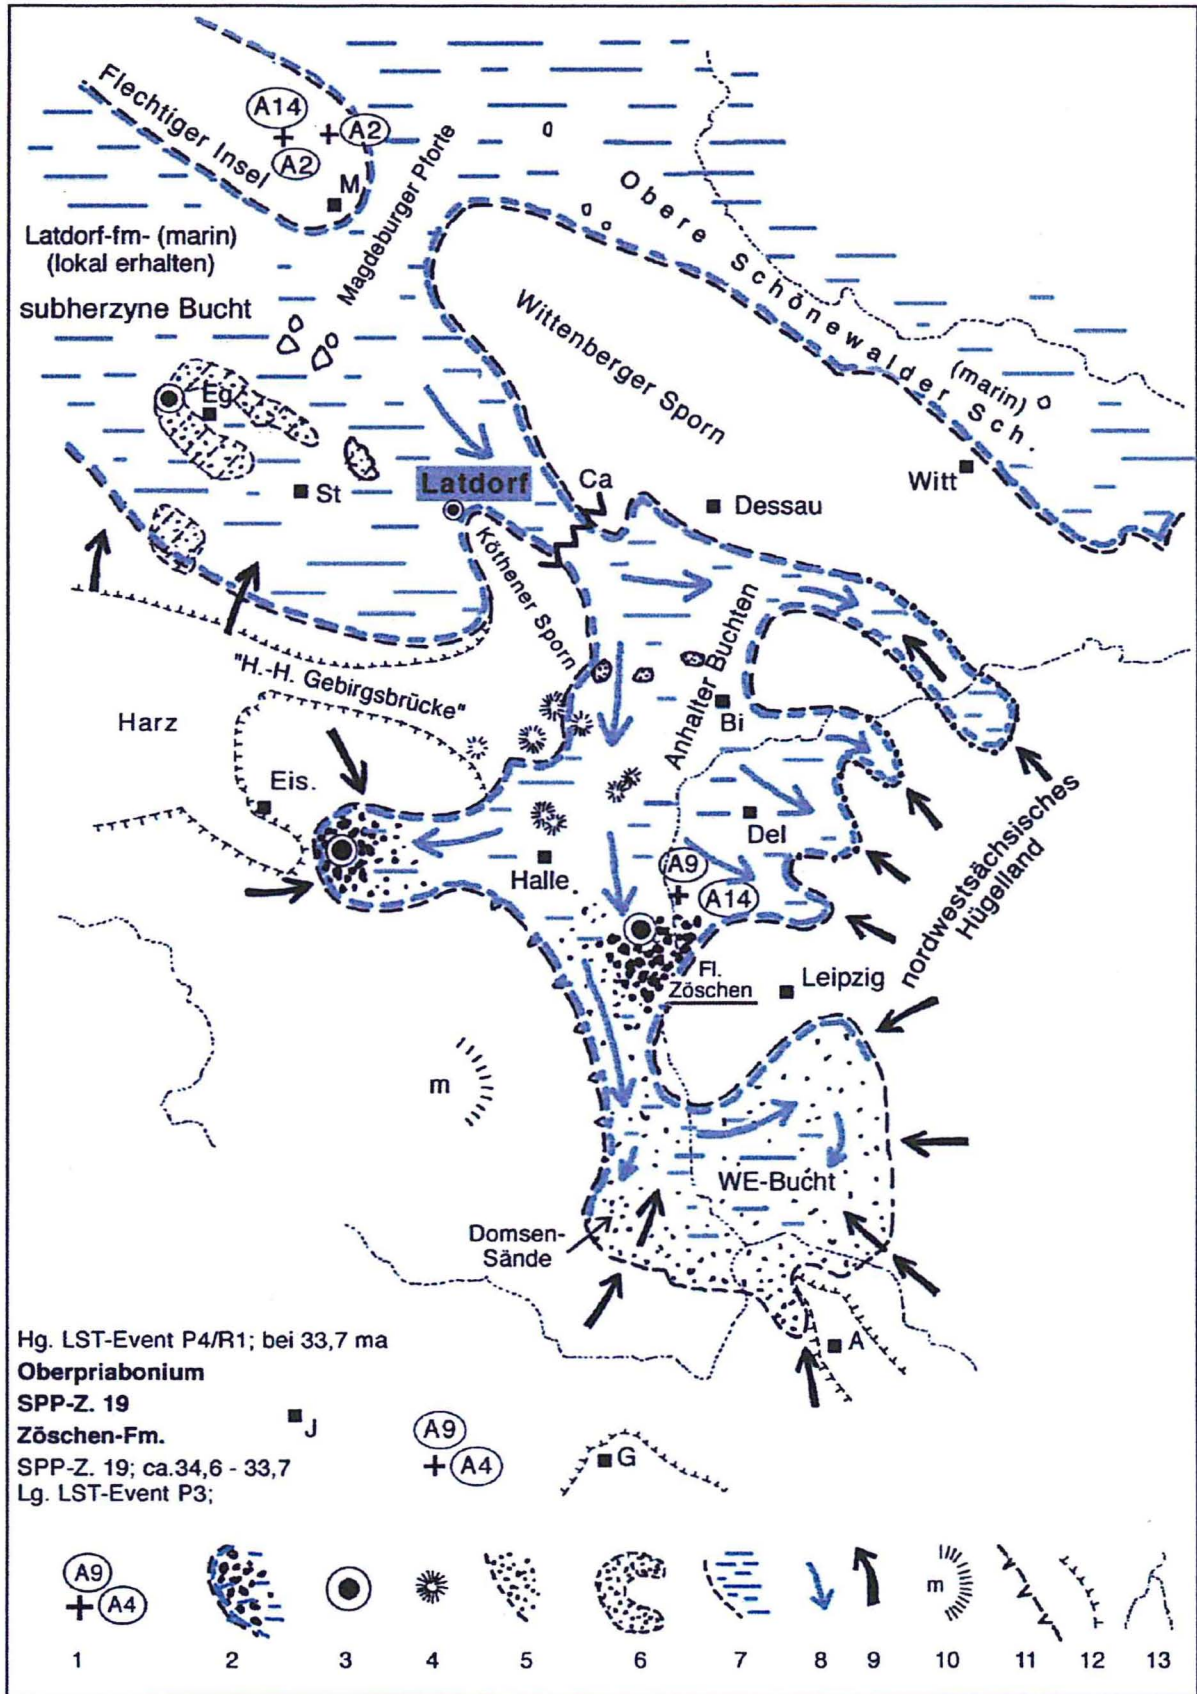 Flechtiger Insel
A14
A2
A2
M
Magdeburger Pforte
Latdorf-fm- (marin)
(lokal erhalten)
subherzyne Bucht
Obere Schönewalder Sch.
(marin)
Wittenberger Sporn
Eg
St
Latdorf
Ca
Dessau
Witt
Köthener Sporn
"H.-H. Gebirgsbrücke"
Harz
Anhalter Buchten
Bi
Eis.
Halle
Del
A9
A14
nordwestsächsisches
Hügelland
Fl.
Zöschen
Leipzig
m
WE-Bucht
Domsen-
Sände
A
Hg. LST-Event P4/R1; bei 33,7 ma
Oberpriabonium
SPP-Z. 19
Zöschen-Fm.
SPP-Z. 19; ca.34,6 - 33,7
Lg. LST-Event P3;
J
A9
A4
G
A9
A4
m
1 2 3 4 5 6 7 8 9 10 11 12 13